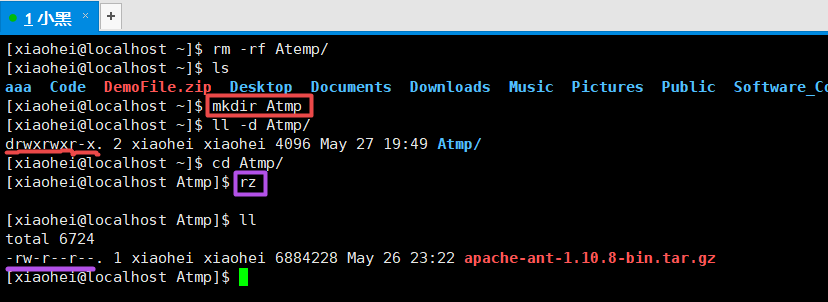 1 小黑 × +
[xiaohei@localhost ~]$ rm -rf Atemp/
[xiaohei@localhost ~]$ ls
aaa Code DemoFile.zip Desktop Documents Downloads Music Pictures Public Software_Co
[xiaohei@localhost ~]$ mkdir Atmp
[xiaohei@localhost ~]$ ll -d Atmp/
drwxrwxr-x. 2 xiaohei xiaohei 4096 May 27 19:49 Atmp/
[xiaohei@localhost ~]$ cd Atmp/
[xiaohei@localhost Atmp]$ rz
[xiaohei@localhost Atmp]$ ll
total 6724
-rw-r--r--. 1 xiaohei xiaohei 6884228 May 26 23:22 apache-ant-1.10.8-bin.tar.gz
[xiaohei@localhost Atmp]$